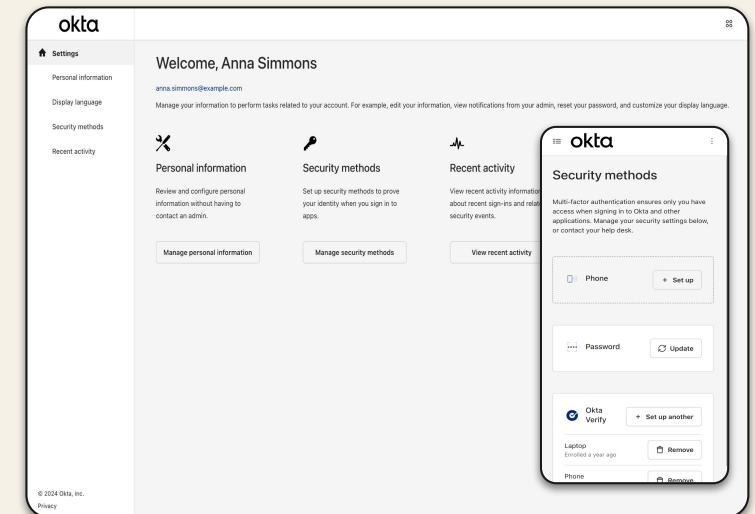 okta
Settings
Personal information
Display language
Security methods
Recent activity
© 2024 Okta, Inc.
Privacy
Welcome, Anna Simmons
anna.simmons@example.com
Manage your information to perform tasks related to your account. For example, edit your information, view notifications from your admin, reset your password, and customize your display language.
Personal information
Review and configure personal
information without having to
contact an admin.
Manage personal information
Security methods
Set up security methods to prove
your identity when you sign in to
apps.
Manage security methods
Recent activity
View recent activity information
about recent sign-ins and
security events.
View recent activity
okta
Security methods
Multi-factor authentication ensures only you have
access when signing in to Okta and other
applications. Manage your security settings below,
or contact your help desk.
Phone
+ Set up
Password
Update
Okta
Verify
+ Set up another
Laptop
Enrolled a year ago
Remove
Phone
Remove